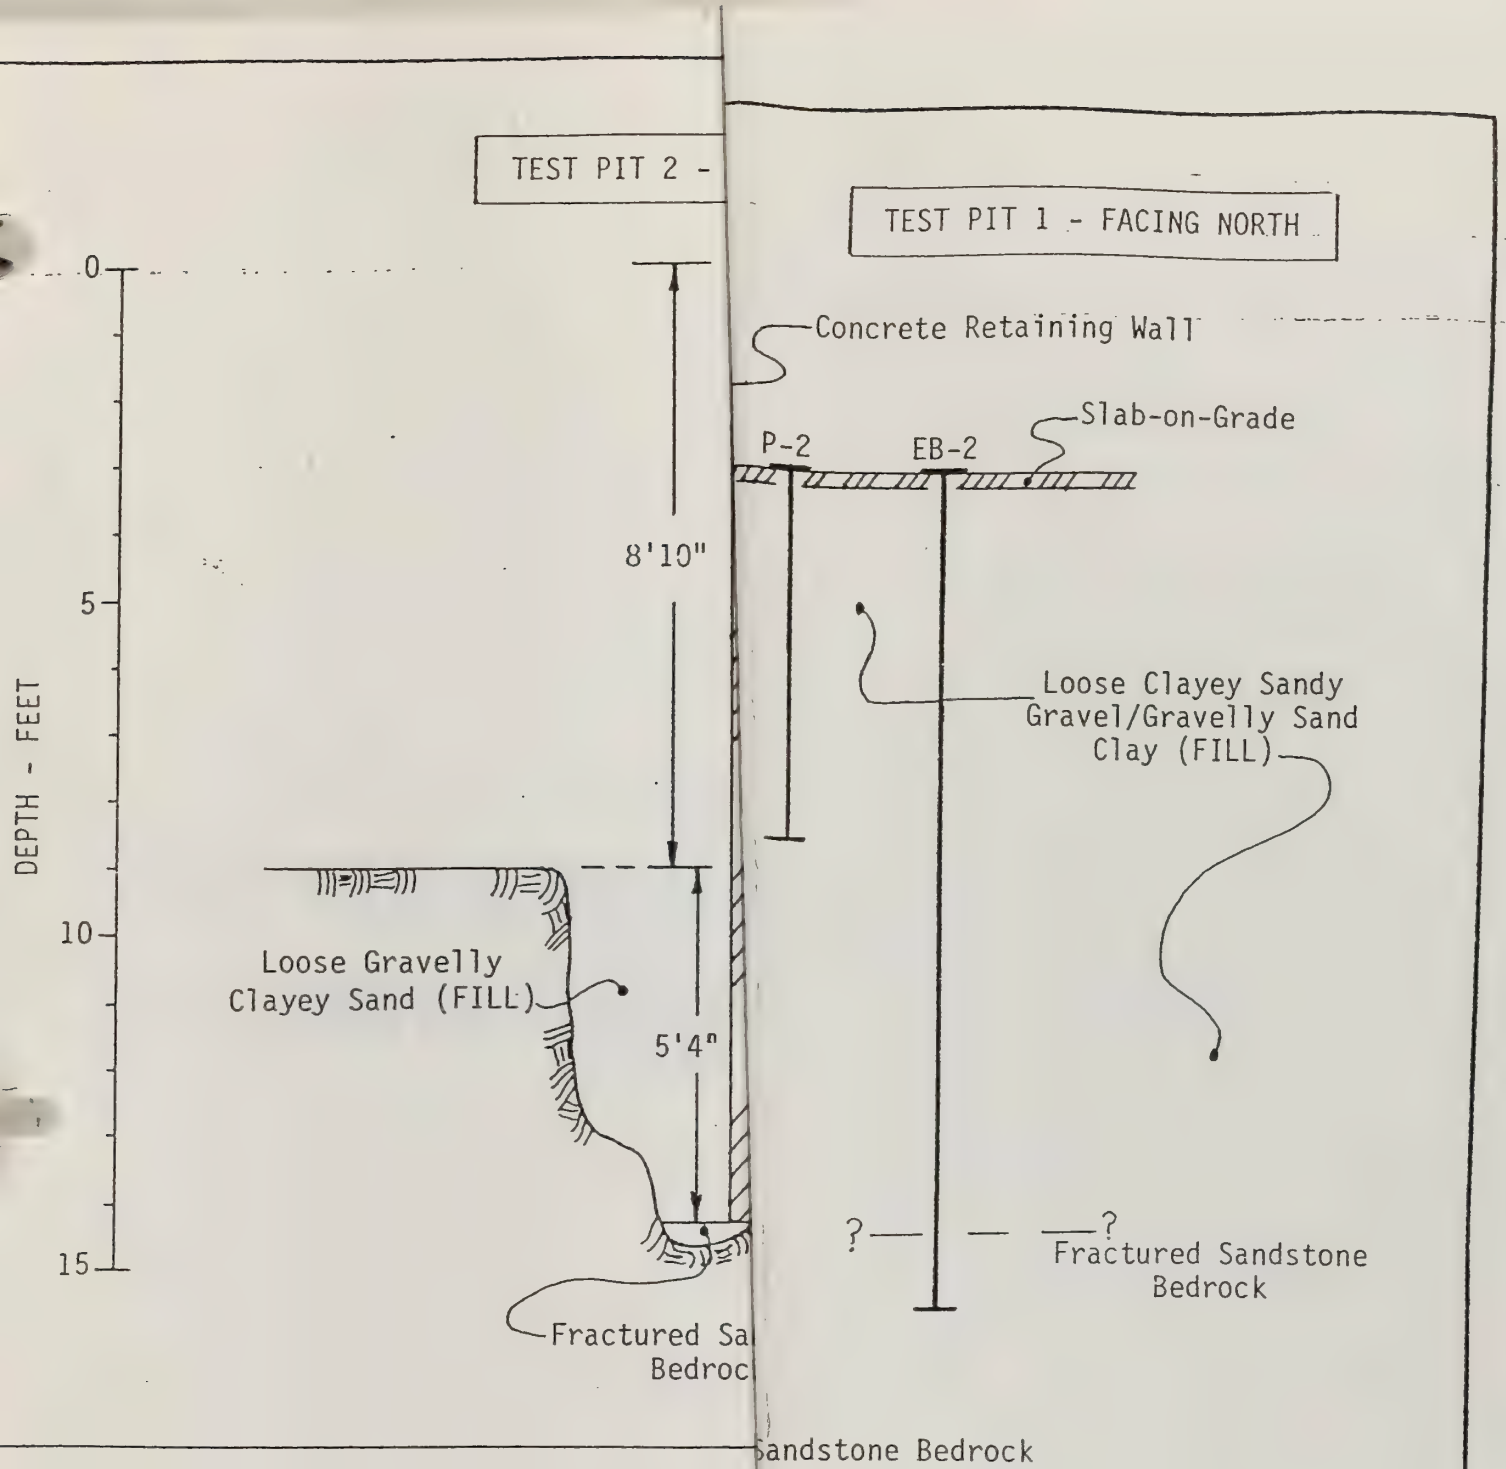 TEST PIT 2 -
0
8'10"
5
DEPTH - FEET
10
Loose Gravelly
Clayey Sand (FILL)
5'4"
15
Fractured Sa
Bedroc
TEST PIT 1 - FACING NORTH
Concrete Retaining Wall
Slab-on-Grade
P-2
EB-2
Loose Clayey Sandy
Gravel/Gravelly Sand
Clay (FILL)
? ?
Fractured Sandstone
Bedrock
Sandstone Bedrock